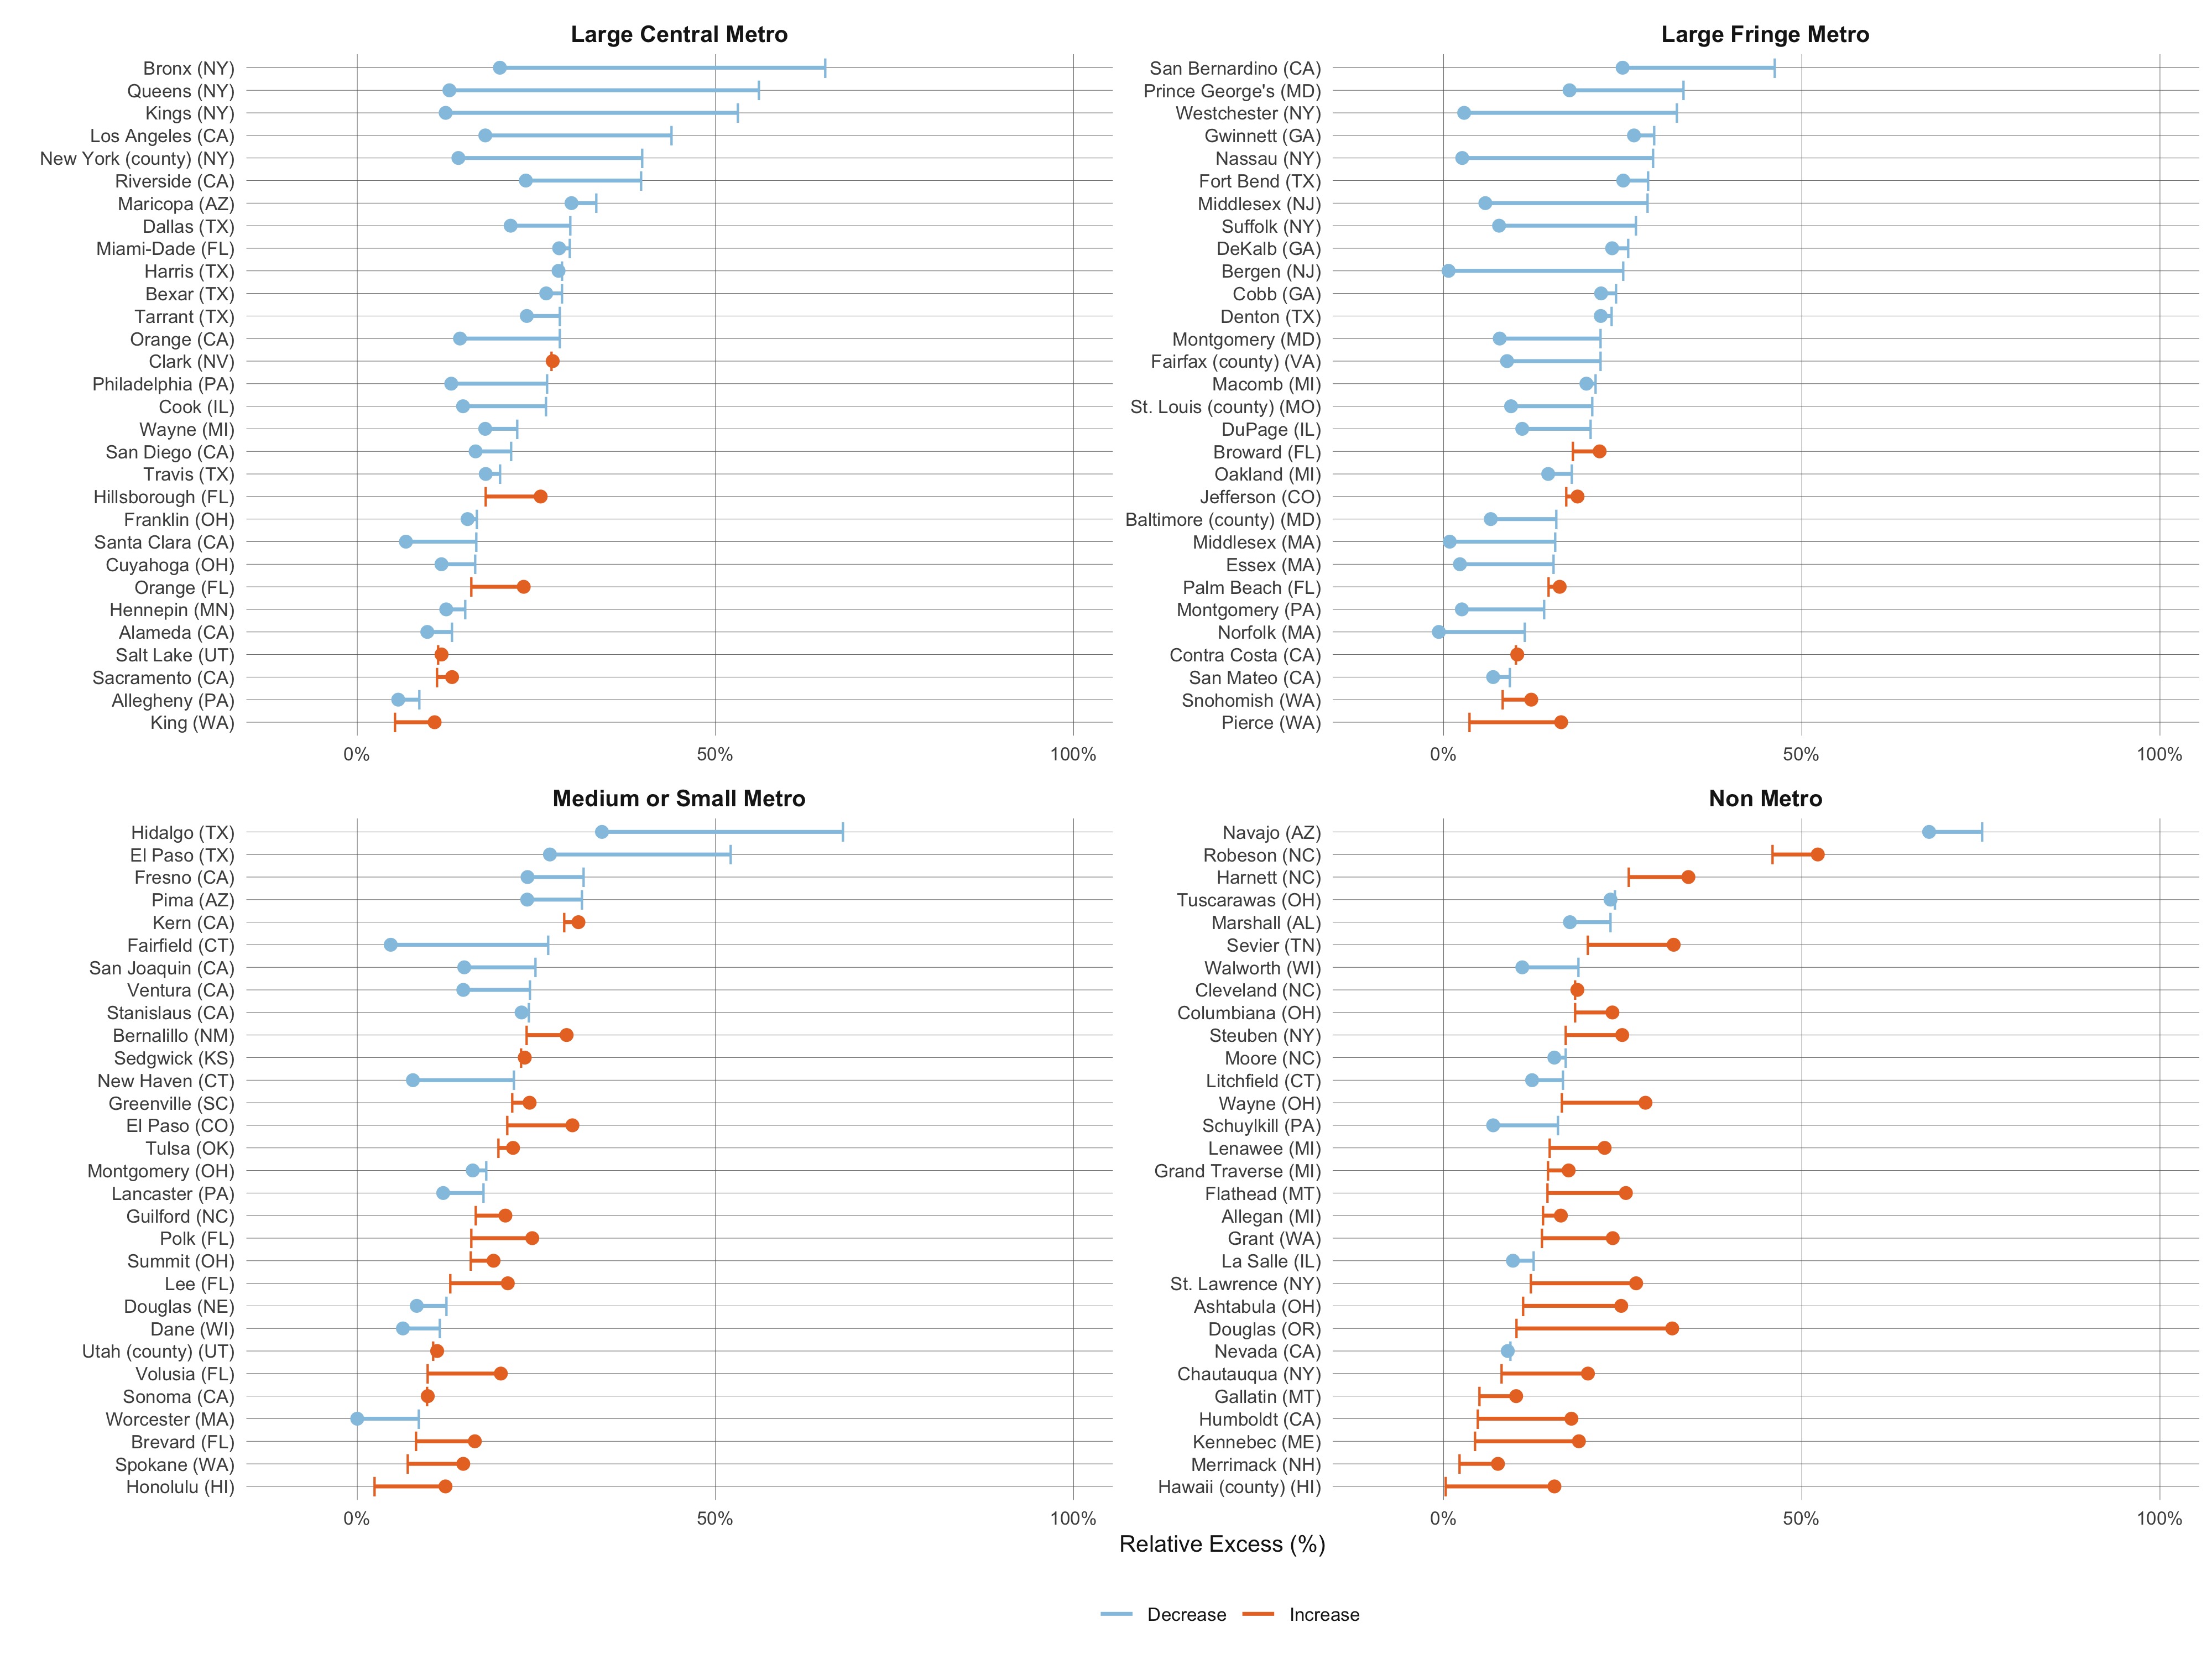 Large Central Metro
Bronx (NY)
Queens (NY)
Kings (NY)
Los Angeles (CA)
New York (county) (NY)
Riverside (CA)
Maricopa (AZ)
Dallas (TX)
Miami-Dade (FL)
Harris (TX)
Bexar (TX)
Tarrant (TX)
Orange (CA)
Clark (NV)
Philadelphia (PA)
Cook (IL)
Wayne (MI)
San Diego (CA)
Travis (TX)
Hillsborough (FL)
Franklin (OH)
Santa Clara (CA)
Cuyahoga (OH)
Orange (FL)
Hennepin (MN)
Alameda (CA)
Salt Lake (UT)
Sacramento (CA)
Allegheny (PA)
King (WA)
0% 50% 100%
Large Fringe Metro
San Bernardino (CA)
Prince George's (MD)
Westchester (NY)
Gwinnett (GA)
Nassau (NY)
Fort Bend (TX)
Middlesex (NJ)
Suffolk (NY)
DeKalb (GA)
Bergen (NJ)
Cobb (GA)
Denton (TX)
Montgomery (MD)
Fairfax (county) (VA)
Macomb (MI)
St. Louis (county) (MO)
DuPage (IL)
Broward (FL)
Oakland (MI)
Jefferson (CO)
Baltimore (county) (MD)
Middlesex (MA)
Essex (MA)
Palm Beach (FL)
Montgomery (PA)
Norfolk (MA)
Contra Costa (CA)
San Mateo (CA)
Snohomish (WA)
Pierce (WA)
0% 50% 100%
Medium or Small Metro
Hidalgo (TX)
El Paso (TX)
Fresno (CA)
Pima (AZ)
Kern (CA)
Fairfield (CT)
San Joaquin (CA)
Ventura (CA)
Stanislaus (CA)
Bernalillo (NM)
Sedgwick (KS)
New Haven (CT)
Greenville (SC)
El Paso (CO)
Tulsa (OK)
Montgomery (OH)
Lancaster (PA)
Guilford (NC)
Polk (FL)
Summit (OH)
Lee (FL)
Douglas (NE)
Dane (WI)
Utah (county) (UT)
Volusia (FL)
Sonoma (CA)
Worcester (MA)
Brevard (FL)
Spokane (WA)
Honolulu (HI)
0% 50% 100%
Non Metro
Navajo (AZ)
Robeson (NC)
Harnett (NC)
Tuscarawas (OH)
Marshall (AL)
Sevier (TN)
Walworth (WI)
Cleveland (NC)
Columbiana (OH)
Steuben (NY)
Moore (NC)
Litchfield (CT)
Wayne (OH)
Schuylkill (PA)
Lenawee (MI)
Grand Traverse (MI)
Flathead (MT)
Allegan (MI)
Grant (WA)
La Salle (IL)
St. Lawrence (NY)
Ashtabula (OH)
Douglas (OR)
Nevada (CA)
Chautauqua (NY)
Gallatin (MT)
Humboldt (CA)
Kennebec (ME)
Merrimack (NH)
Hawaii (county) (HI)
0% 50% 100%
Relative Excess (%)
Decrease Increase